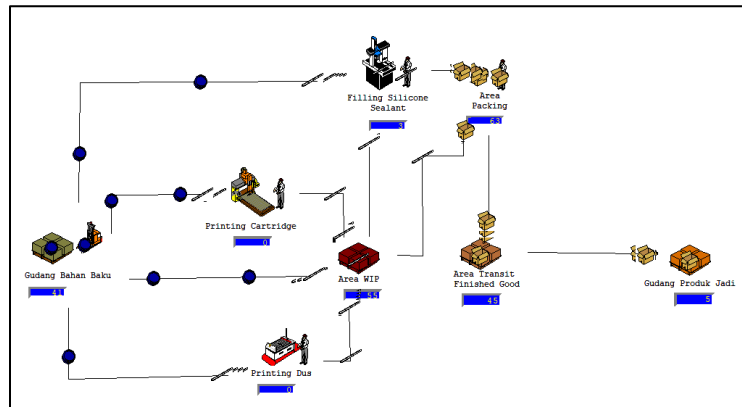 Filling Silicone
Sealant
3
Area
Packing
63
Printing Cartridge
0
Gudang Bahan Baku
41
Area WIP
55
Area Transit
Finished Good
45
Gudang Produk Jadi
5
Printing Dus
0